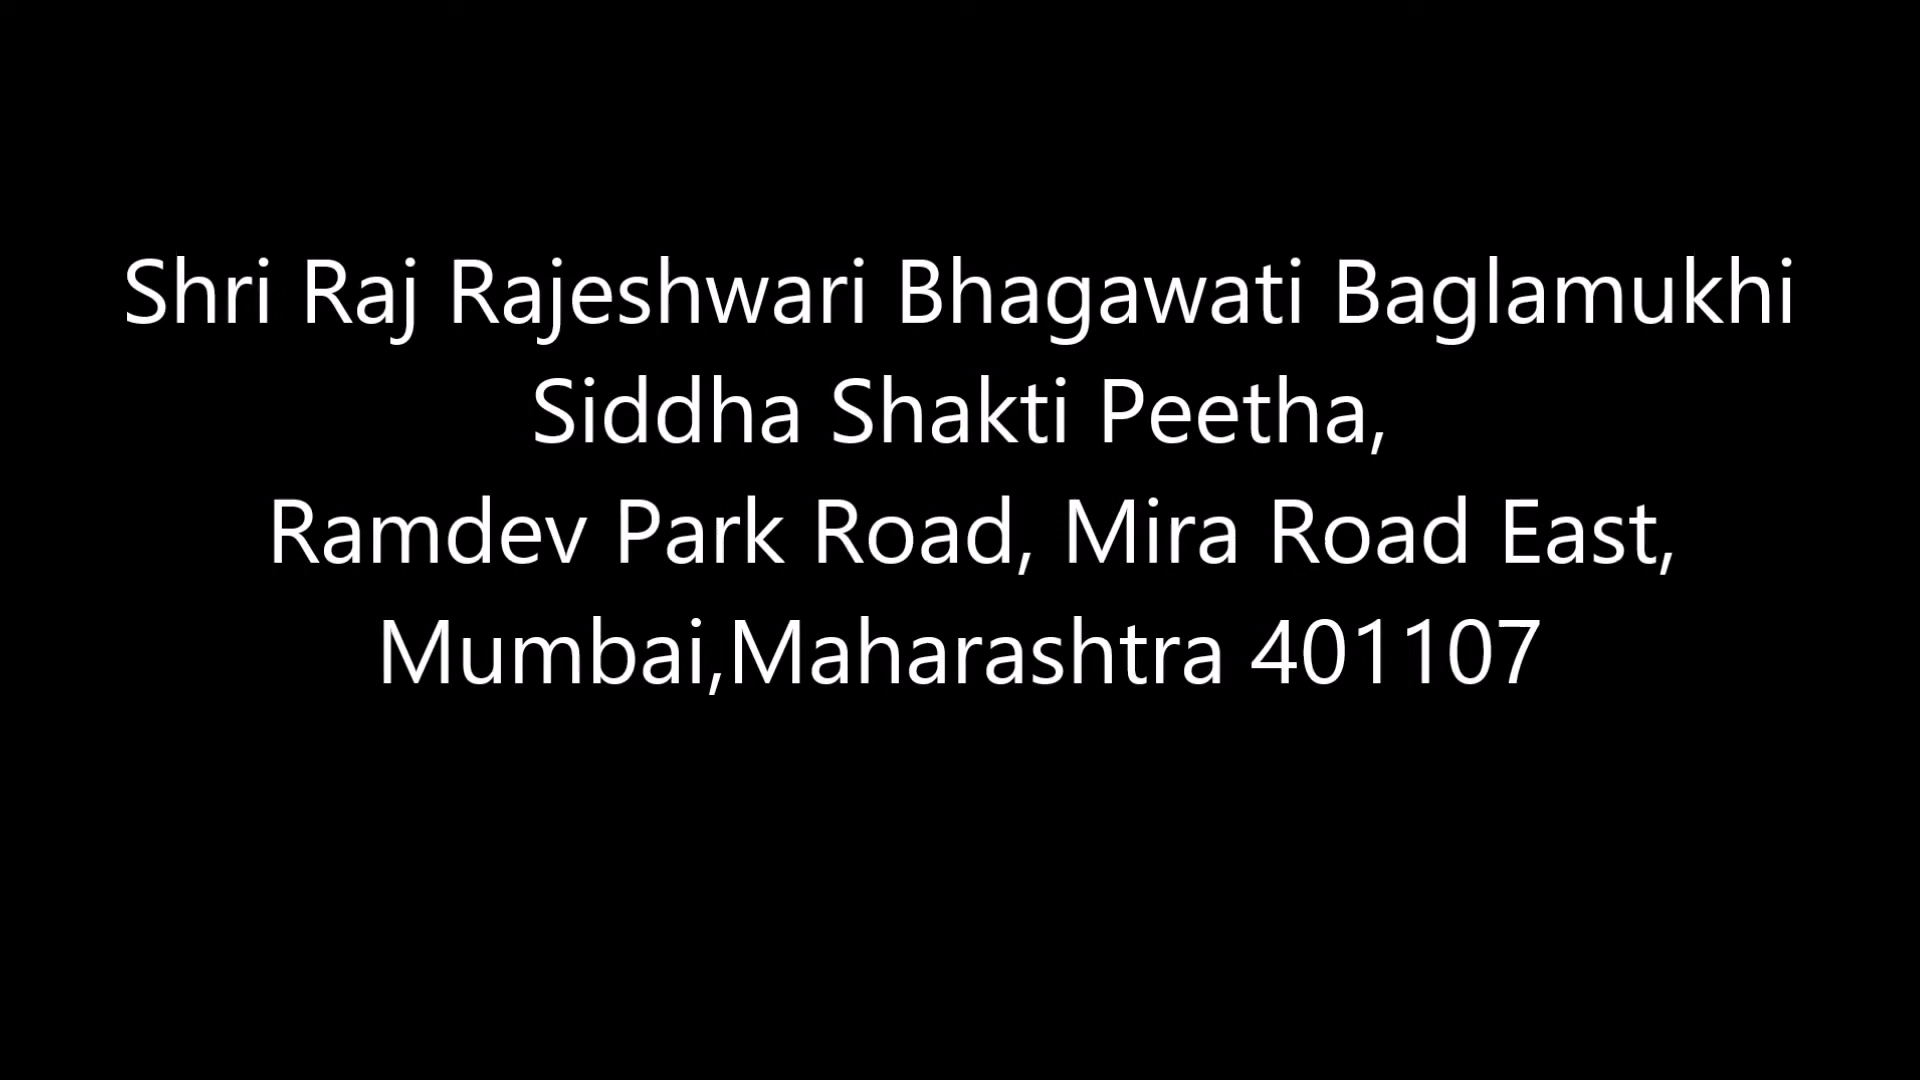 Shri Raj Rajeshwari Bhagawati Baglamukhi
Siddha Shakti Peetha,
Ramdev Park Road, Mira Road East,
Mumbai,Maharashtra 401107